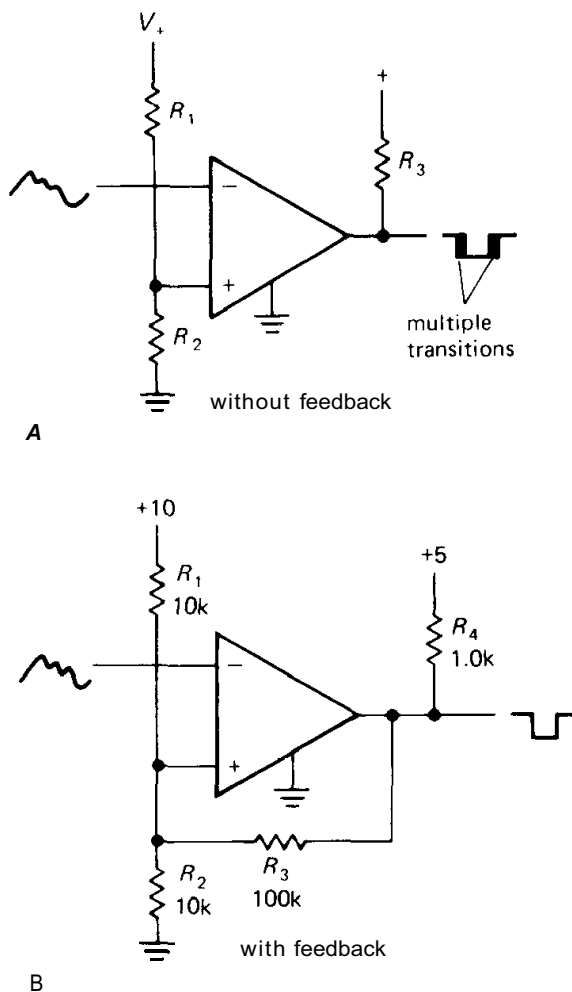 V+
R1
+
R3
−
+
R2
multiple
transitions
without feedback
A
+10
R1
10k
+5
R4
1.0k
−
+
R3
100k
R2
10k
with feedback
B